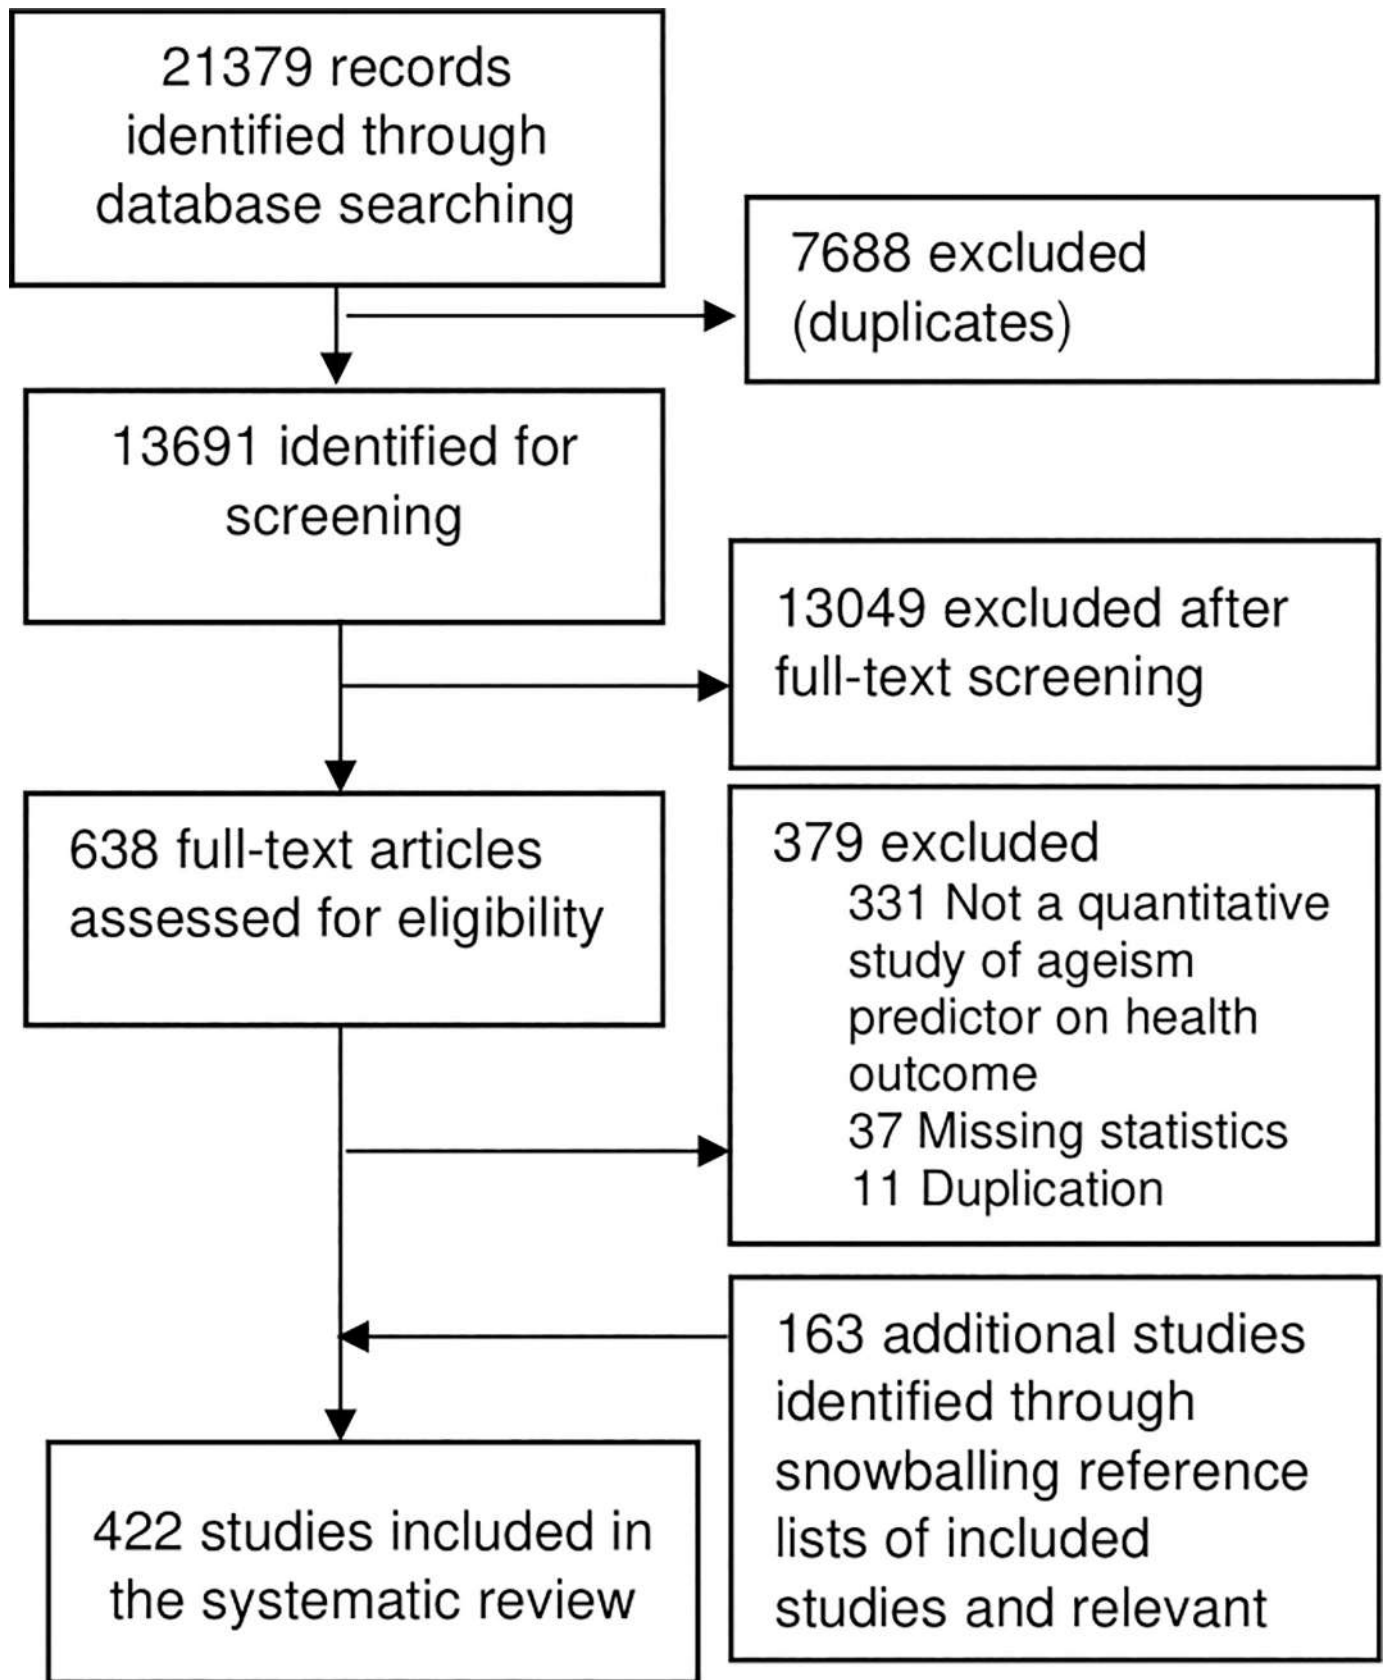 21379 records
identified through
database searching
7688 excluded
(duplicates)
13691 identified for
screening
13049 excluded after
full-text screening
638 full-text articles
assessed for eligibility
379 excluded
331 Not a quantitative
study of ageism
predictor on health
outcome
37 Missing statistics
11 Duplication
163 additional studies
identified through
snowballing reference
lists of included
studies and relevant
422 studies included in
the systematic review